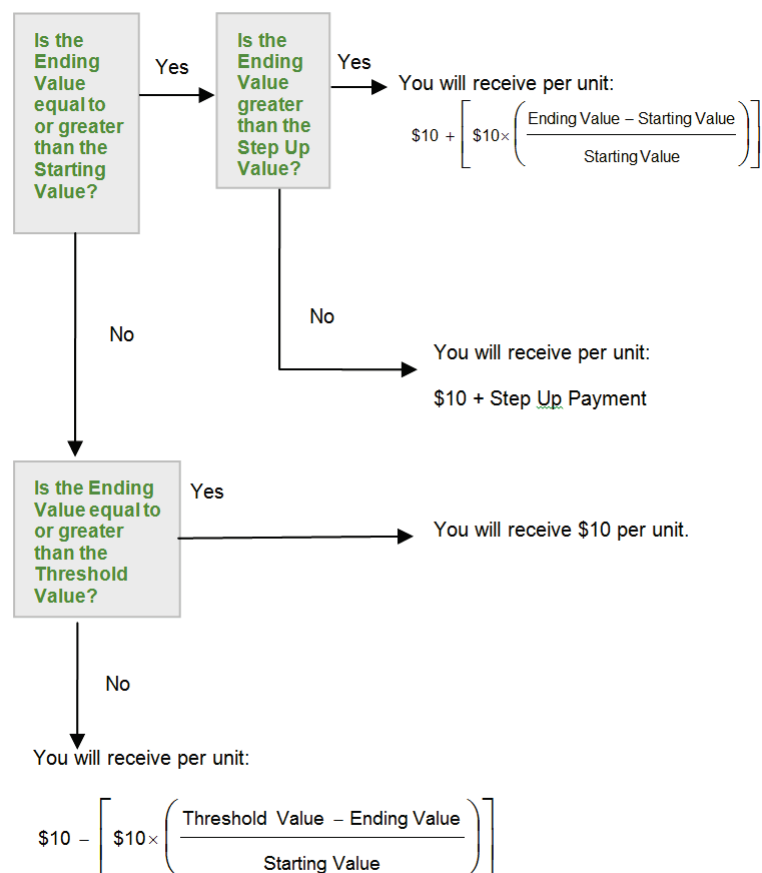 Is the
Ending
Value
equal to
or greater
than the
Starting
Value?
Yes
Is the
Ending
Value
greater
than the
Step Up
Value?
Yes
You will receive per unit:
$10 + [ $10× ( Ending Value – Starting Value
Starting Value ) ]
No
You will receive per unit:
$10 + Step Up Payment
No
Is the Ending
Value equal to
or greater
than the
Threshold
Value?
Yes
You will receive $10 per unit.
No
You will receive per unit:
$10 – [ $10× ( Threshold Value – Ending Value
Starting Value ) ]